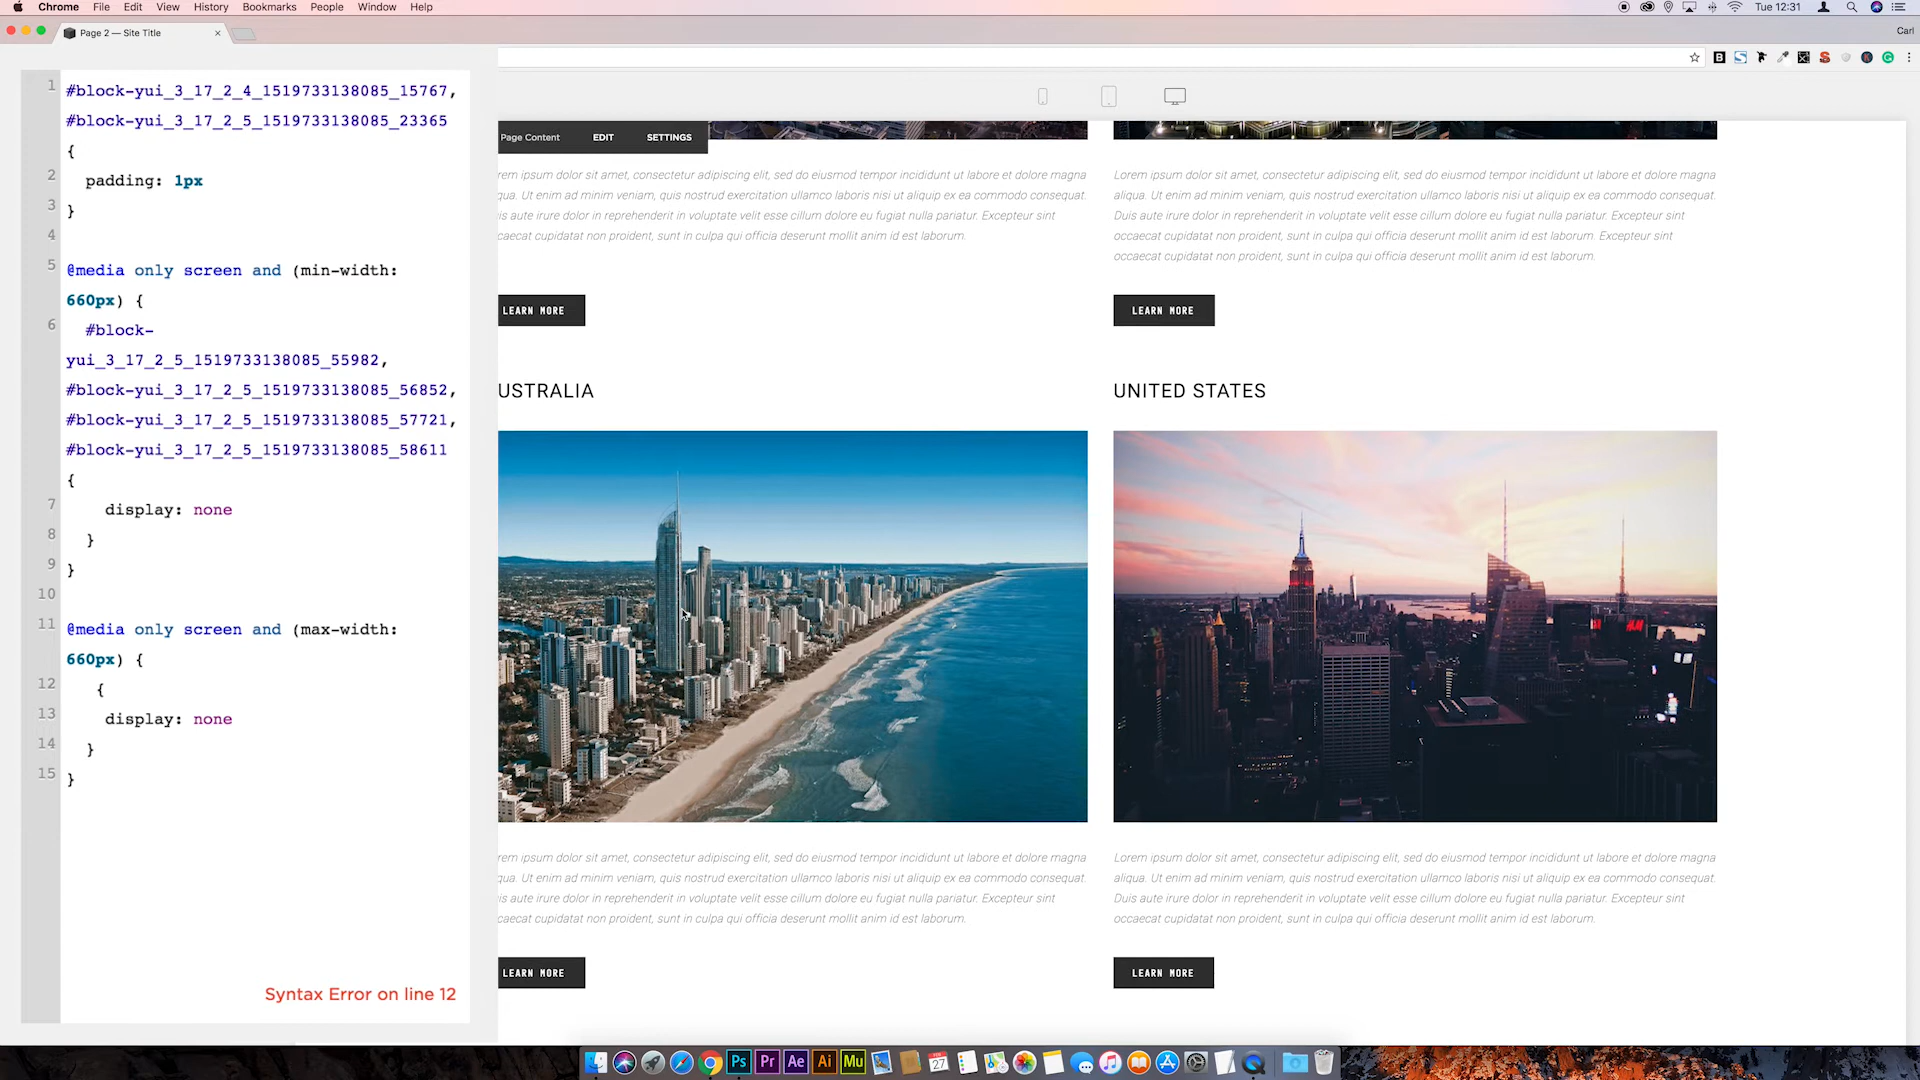 Chrome File Edit View History Bookmarks People Window Help
Tue 12:31
Page 2 — Site Title
Carl
1 #block-yui_3_17_2_4_1519733138085_15767,
#block-yui_3_17_2_5_1519733138085_23365
{
2 padding: 1px
3 }
4
5 @media only screen and (min-width:
660px) {
6 #block-
yui_3_17_2_5_1519733138085_55982,
#block-yui_3_17_2_5_1519733138085_56852,
#block-yui_3_17_2_5_1519733138085_57721,
#block-yui_3_17_2_5_1519733138085_58611
{
7 display: none
8 }
9 }
10
11 @media only screen and (max-width:
660px) {
12 {
13 display: none
14 }
15 }
Syntax Error on line 12
Page Content EDIT SETTINGS
rem ipsum dolor sit amet, consectetur adipiscing elit, sed do eiusmod tempor incididunt ut labore et dolore magna
qua. Ut enim ad minim veniam, quis nostrud exercitation ullamco laboris nisi ut aliquip ex ea commodo consequat.
is aute irure dolor in reprehenderit in voluptate velit esse cillum dolore eu fugiat nulla pariatur. Excepteur sint
occaecat cupidatat non proident, sunt in culpa qui officia deserunt mollit anim id est laborum.
LEARN MORE
Lorem ipsum dolor sit amet, consectetur adipiscing elit, sed do eiusmod tempor incididunt ut labore et dolore magna
aliqua. Ut enim ad minim veniam, quis nostrud exercitation ullamco laboris nisi ut aliquip ex ea commodo consequat.
Duis aute irure dolor in reprehenderit in voluptate velit esse cillum dolore eu fugiat nulla pariatur. Excepteur sint
occaecat cupidatat non proident, sunt in culpa qui officia deserunt mollit anim id est laborum. Excepteur sint
occaecat cupidatat non proident, sunt in culpa qui officia deserunt mollit anim id est laborum.
LEARN MORE
USTRALIA
UNITED STATES
H&M
rem ipsum dolor sit amet, consectetur adipiscing elit, sed do eiusmod tempor incididunt ut labore et dolore magna
qua. Ut enim ad minim veniam, quis nostrud exercitation ullamco laboris nisi ut aliquip ex ea commodo consequat.
is aute irure dolor in reprehenderit in voluptate velit esse cillum dolore eu fugiat nulla pariatur. Excepteur sint
caecat cupidatat non proident, sunt in culpa qui officia deserunt mollit anim id est laborum.
LEARN MORE
Lorem ipsum dolor sit amet, consectetur adipiscing elit, sed do eiusmod tempor incididunt ut labore et dolore magna
aliqua. Ut enim ad minim veniam, quis nostrud exercitation ullamco laboris nisi ut aliquip ex ea commodo consequat.
Duis aute irure dolor in reprehenderit in voluptate velit esse cillum dolore eu fugiat nulla pariatur. Excepteur sint
occaecat cupidatat non proident, sunt in culpa qui officia deserunt mollit anim id est laborum.
LEARN MORE
Ps Pr Ae Ai Mu 27